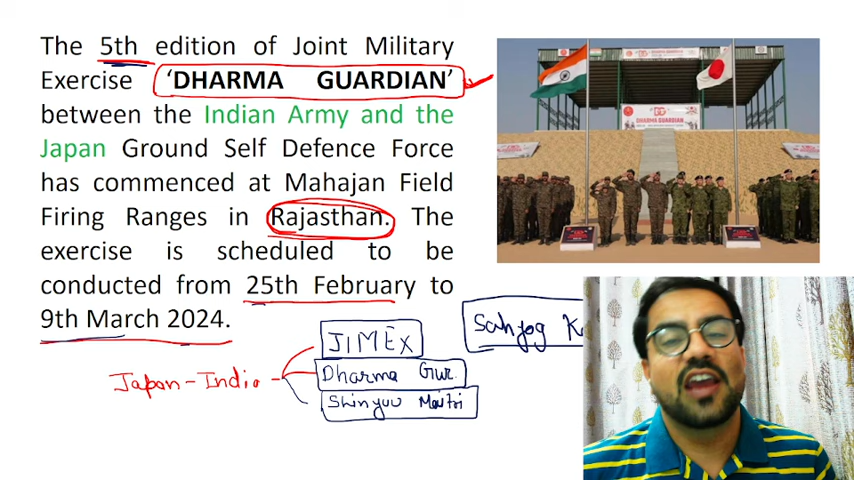 The 5th edition of Joint Military
Exercise ‘DHARMA GUARDIAN’
between the Indian Army and the
Japan Ground Self Defence Force
has commenced at Mahajan Field
Firing Ranges in Rajasthan. The
exercise is scheduled to be
conducted from 25th February to
9th March 2024.
DHARMA GUARDIAN
Sahyog
JIMEX
Japan-India
Dharma Gur.
Shinyuu Maitri